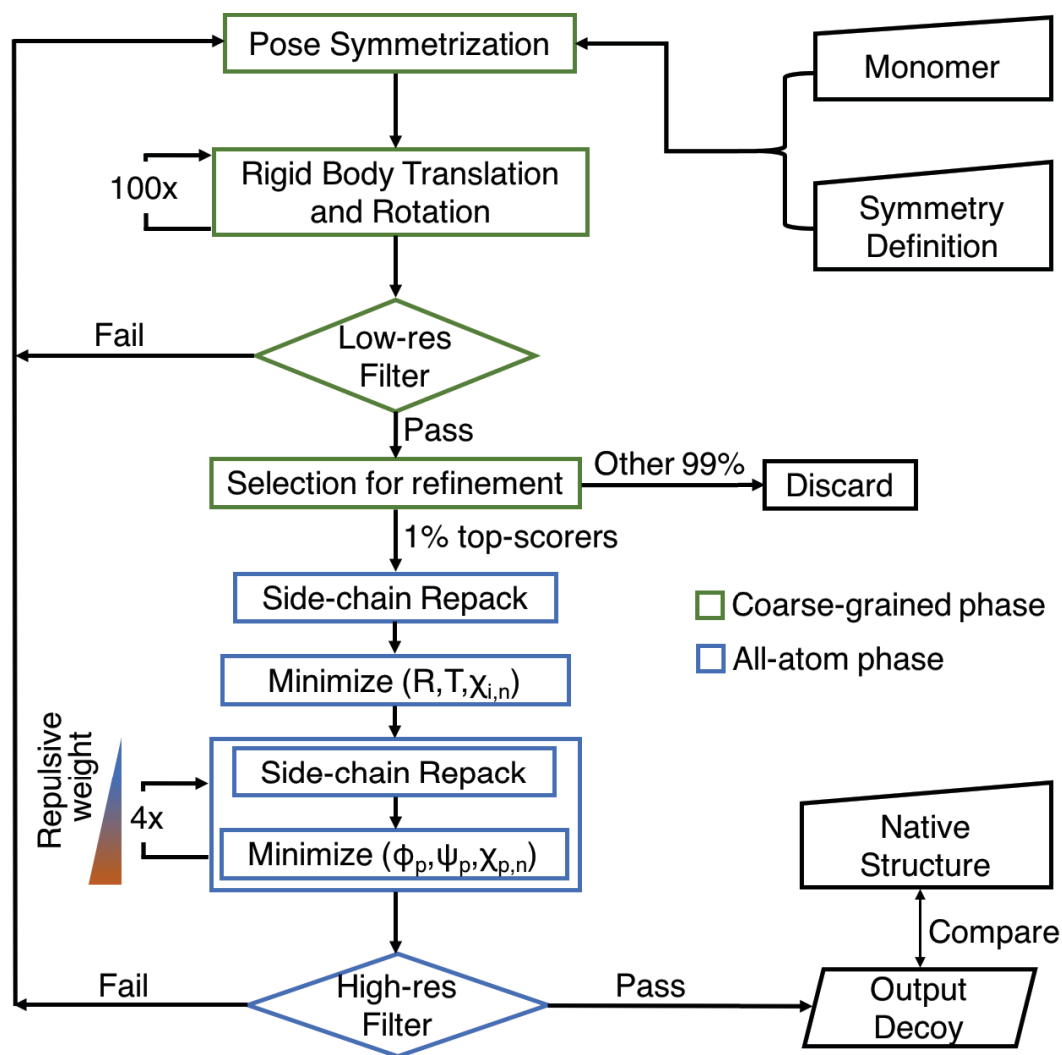 Pose Symmetrization
Monomer
Symmetry
Definition
100x
Rigid Body Translation
and Rotation
Fail
Low-res
Filter
Pass
Selection for refinement
Other 99%
Discard
1% top-scorers
Side-chain Repack
Coarse-grained phase
All-atom phase
Minimize (R,T,χi,n)
Repulsive
weight
4x
Side-chain Repack
Minimize (ϕp,ψp,χp,n)
Native
Structure
Compare
Fail
High-res
Filter
Pass
Output
Decoy